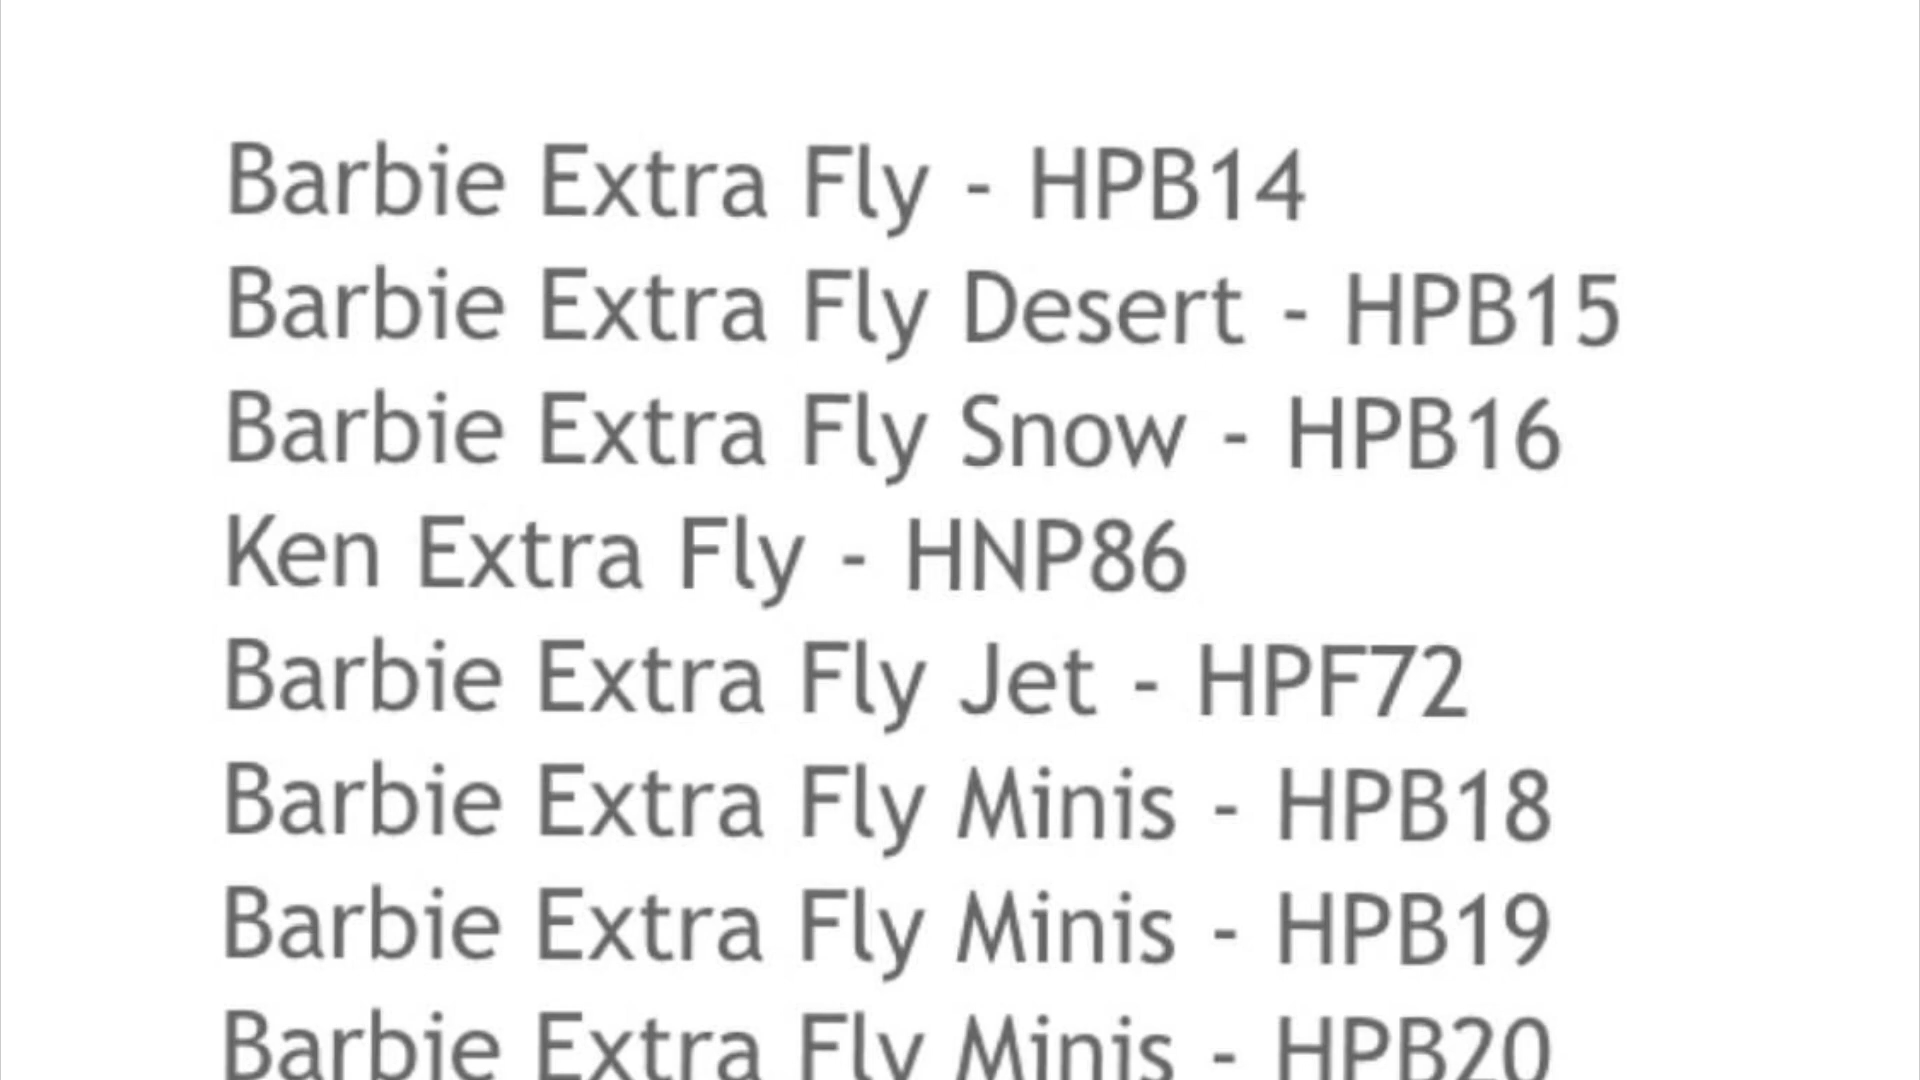 Barbie Extra Fly - HPB14
Barbie Extra Fly Desert - HPB15
Barbie Extra Fly Snow - HPB16
Ken Extra Fly - HNP86
Barbie Extra Fly Jet - HPF72
Barbie Extra Fly Minis - HPB18
Barbie Extra Fly Minis - HPB19
Barbie Extra Fly Minis - HPB20